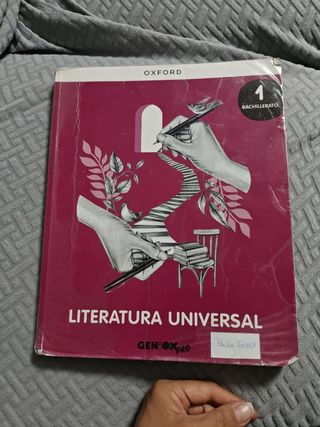 OXFORD
1
BACHILLERATO
LITERATURA UNIVERSAL
GENiOX PRO